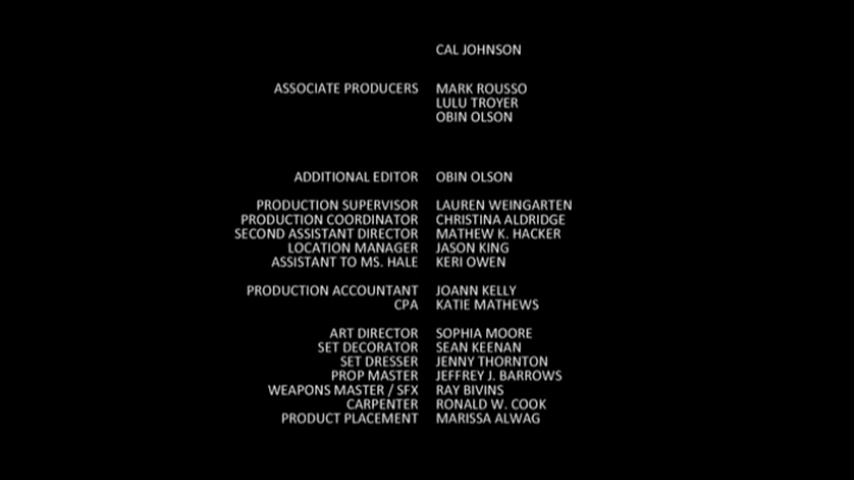 CAL JOHNSON
ASSOCIATE PRODUCERS MARK ROUSSO
LULU TROYER
OBIN OLSON
ADDITIONAL EDITOR OBIN OLSON
PRODUCTION SUPERVISOR LAUREN WEINGARTEN
PRODUCTION COORDINATOR CHRISTINA ALDRIDGE
SECOND ASSISTANT DIRECTOR MATHEW K. HACKER
LOCATION MANAGER JASON KING
ASSISTANT TO MS. HALE KERI OWEN
PRODUCTION ACCOUNTANT JOANN KELLY
CPA KATIE MATHEWS
ART DIRECTOR SOPHIA MOORE
SET DECORATOR SEAN KEENAN
SET DRESSER JENNY THORNTON
PROP MASTER JEFFREY J. BARROWS
WEAPONS MASTER / SFX RAY BIVINS
CARPENTER RONALD W. COOK
PRODUCT PLACEMENT MARISSA ALWAG